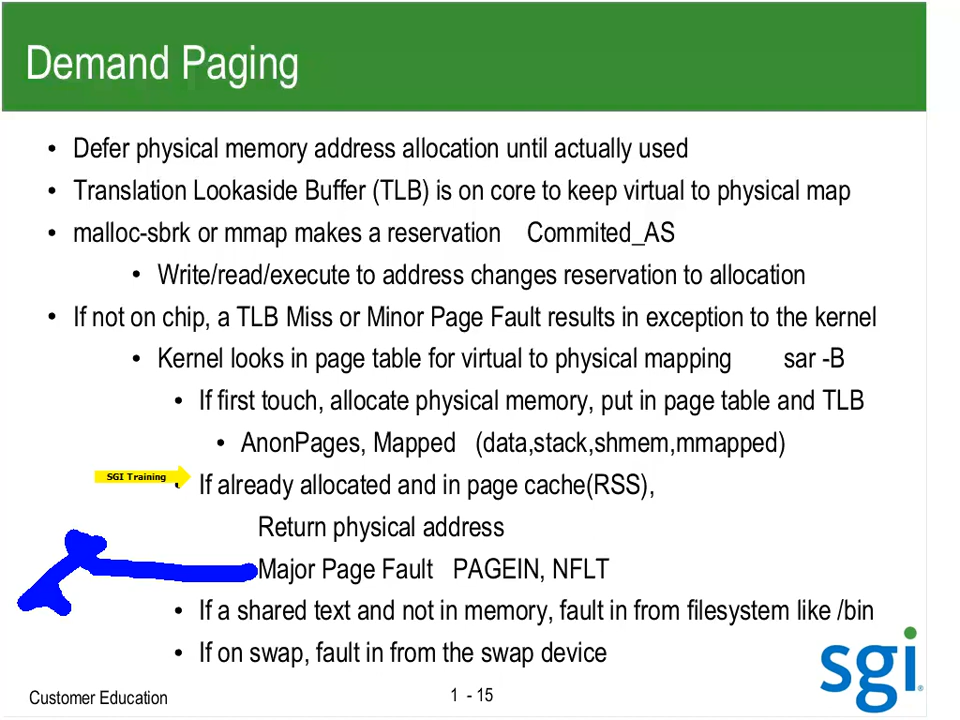 Demand Paging
• Defer physical memory address allocation until actually used
• Translation Lookaside Buffer (TLB) is on core to keep virtual to physical map
• malloc-sbrk or mmap makes a reservation Commited_AS
• Write/read/execute to address changes reservation to allocation
• If not on chip, a TLB Miss or Minor Page Fault results in exception to the kernel
• Kernel looks in page table for virtual to physical mapping sar -B
• If first touch, allocate physical memory, put in page table and TLB
• AnonPages, Mapped (data,stack,shmem,mmapped)
SGI Training
• If already allocated and in page cache(RSS),
Return physical address
Major Page Fault PAGEIN, NFLT
• If a shared text and not in memory, fault in from filesystem like /bin
• If on swap, fault in from the swap device
sgi®
Customer Education
1 - 15